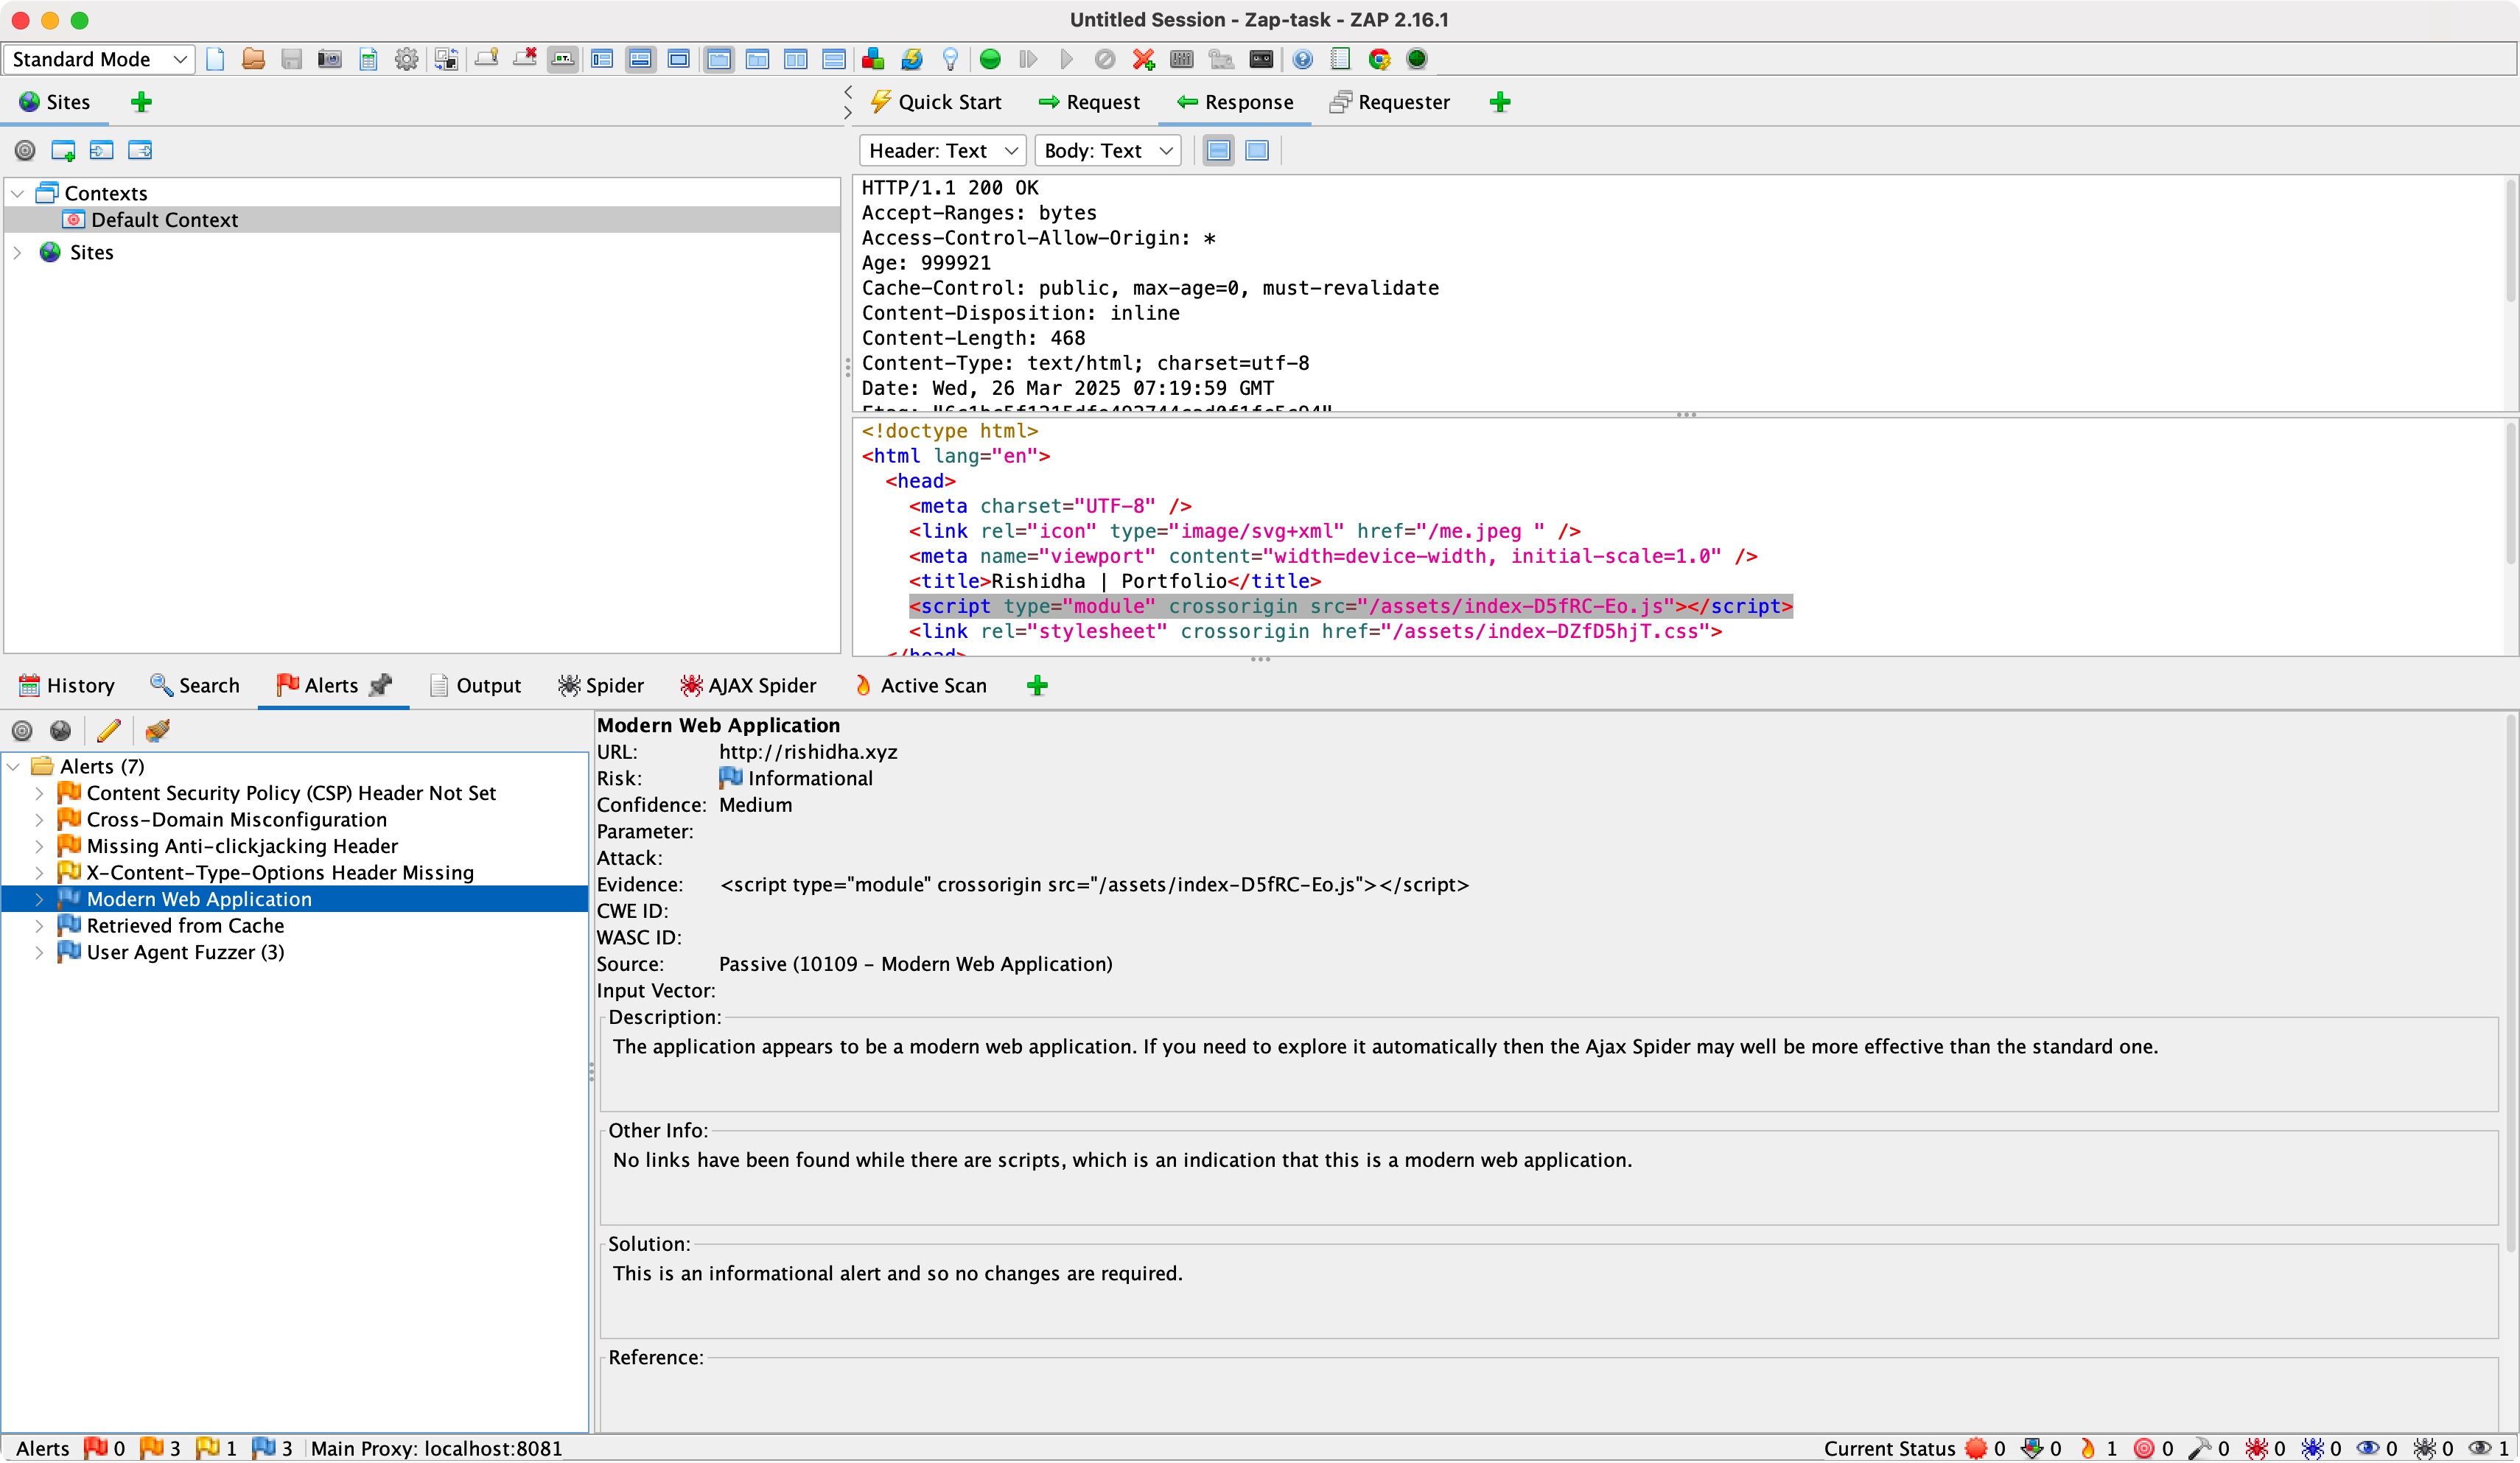 Untitled Session - Zap-task - ZAP 2.16.1
Standard Mode
Sites
Quick Start
Request
Response
Requester
Header: Text
Body: Text
Contexts
Default Context
Sites
HTTP/1.1 200 OK
Accept-Ranges: bytes
Access-Control-Allow-Origin: *
Age: 999921
Cache-Control: public, max-age=0, must-revalidate
Content-Disposition: inline
Content-Length: 468
Content-Type: text/html; charset=utf-8
Date: Wed, 26 Mar 2025 07:19:59 GMT
<!doctype html>
<html lang="en">
<head>
<meta charset="UTF-8" />
<link rel="icon" type="image/svg+xml" href="/me.jpeg " />
<meta name="viewport" content="width=device-width, initial-scale=1.0" />
<title>Rishidha | Portfolio</title>
<script type="module" crossorigin src="/assets/index-D5fRC-Eo.js"></script>
<link rel="stylesheet" crossorigin href="/assets/index-DZfD5hjT.css">
</head>
History
Search
Alerts
Output
Spider
AJAX Spider
Active Scan
Alerts (7)
Content Security Policy (CSP) Header Not Set
Cross-Domain Misconfiguration
Missing Anti-clickjacking Header
X-Content-Type-Options Header Missing
Modern Web Application
Retrieved from Cache
User Agent Fuzzer (3)
Modern Web Application
URL: http://rishidha.xyz
Risk: Informational
Confidence: Medium
Parameter:
Attack:
Evidence: <script type="module" crossorigin src="/assets/index-D5fRC-Eo.js"></script>
CWE ID:
WASC ID:
Source: Passive (10109 - Modern Web Application)
Input Vector:
Description:
The application appears to be a modern web application. If you need to explore it automatically then the Ajax Spider may well be more effective than the standard one.
Other Info:
No links have been found while there are scripts, which is an indication that this is a modern web application.
Solution:
This is an informational alert and so no changes are required.
Reference:
Alerts 0 3 1 3 Main Proxy: localhost:8081
Current Status 0 0 1 0 0 0 0 0 0 1